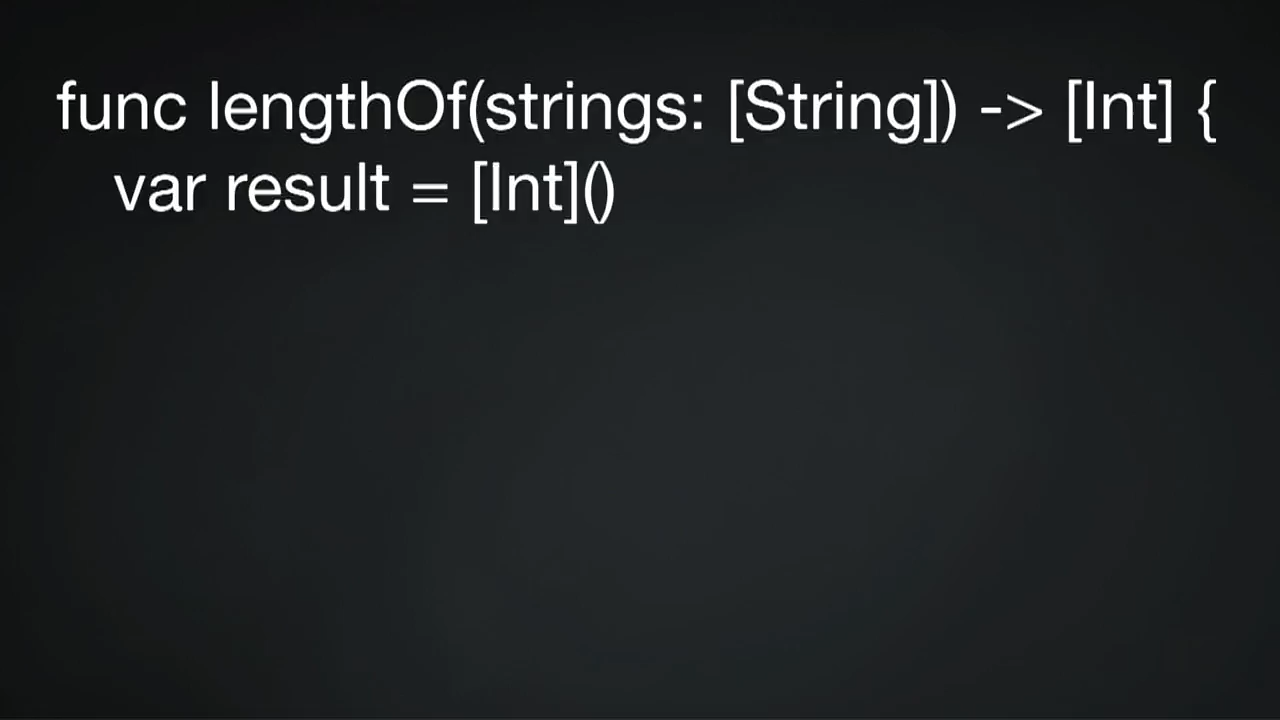 func lengthOf(strings: [String]) -> [Int] {
var result = [Int]()